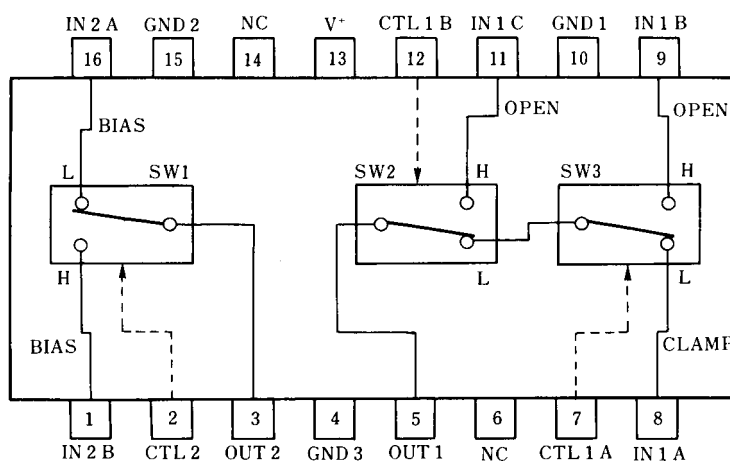 IN 2 A GND 2 NC V+ CTL 1 B IN 1 C GND 1 IN 1 B
16 15 14 13 12 11 10 9
BIAS OPEN OPEN
L SW1 SW2 H SW3 H
H L L
BIAS CLAMP
1 2 3 4 5 6 7 8
IN 2 B CTL 2 OUT 2 GND 3 OUT 1 NC CTL 1 A IN 1 A